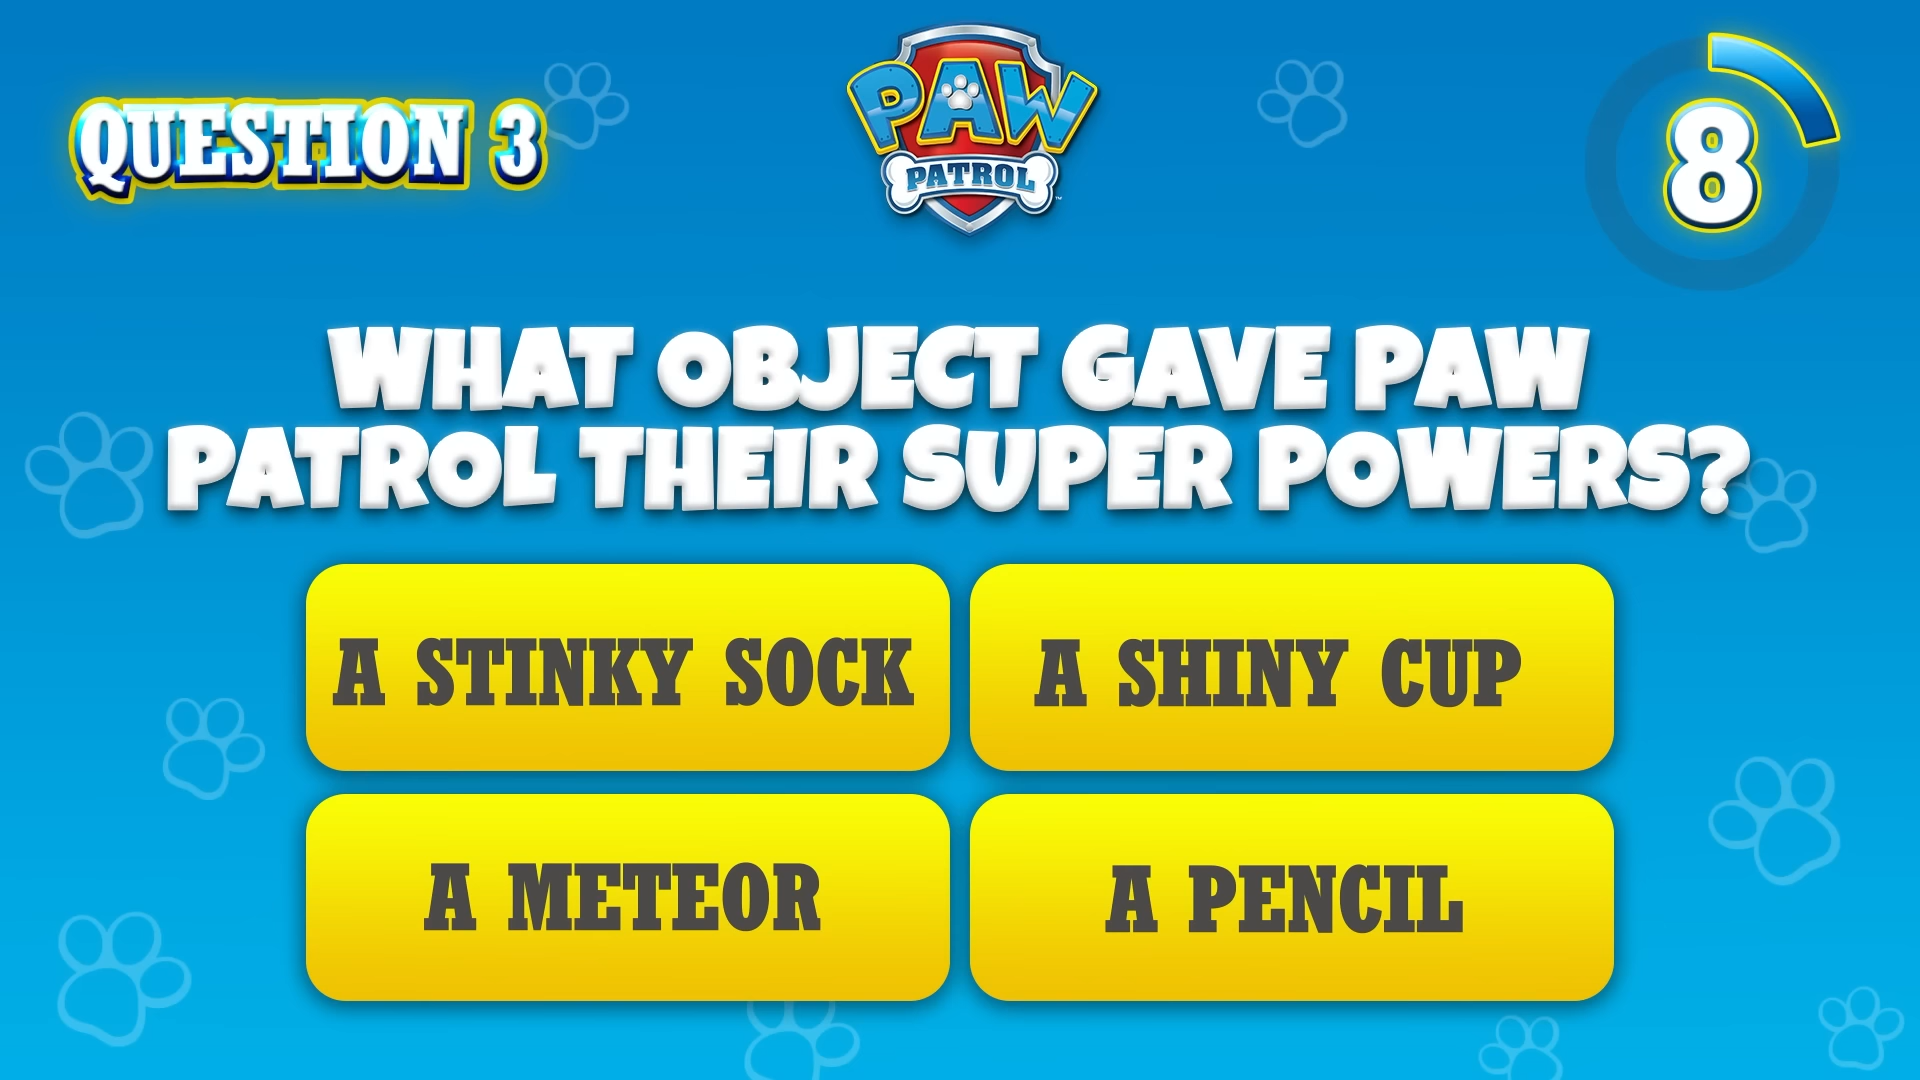 QUESTION 3
PAW
PATROL
8
WHAT OBJECT GAVE PAW
PATROL THEIR SUPER POWERS?
A STINKY SOCK
A SHINY CUP
A METEOR
A PENCIL